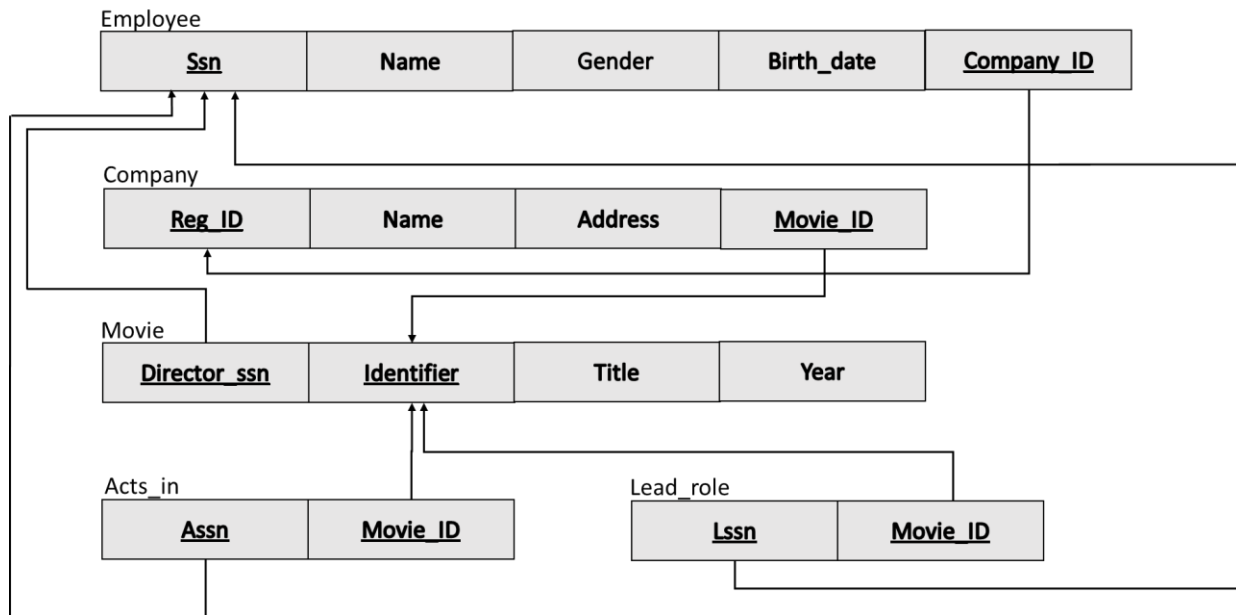 Employee
Ssn Name Gender Birth_date Company_ID
Company
Reg_ID Name Address Movie_ID
Movie
Director_ssn Identifier Title Year
Acts_in
Assn Movie_ID
Lead_role
Lssn Movie_ID